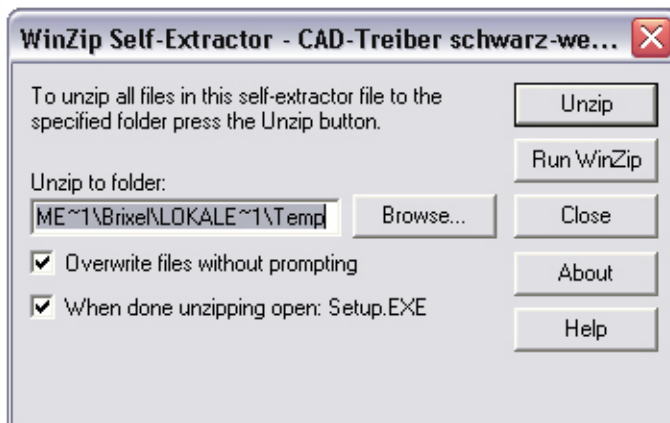 WinZip Self-Extractor - CAD-Treiber schwarz-we...
To unzip all files in this self-extractor file to the
specified folder press the Unzip button.
Unzip to folder:
ME~1\Brixel\LOKALE~1\Temp
Browse...
Overwrite files without prompting
When done unzipping open: Setup.EXE
Unzip
Run WinZip
Close
About
Help